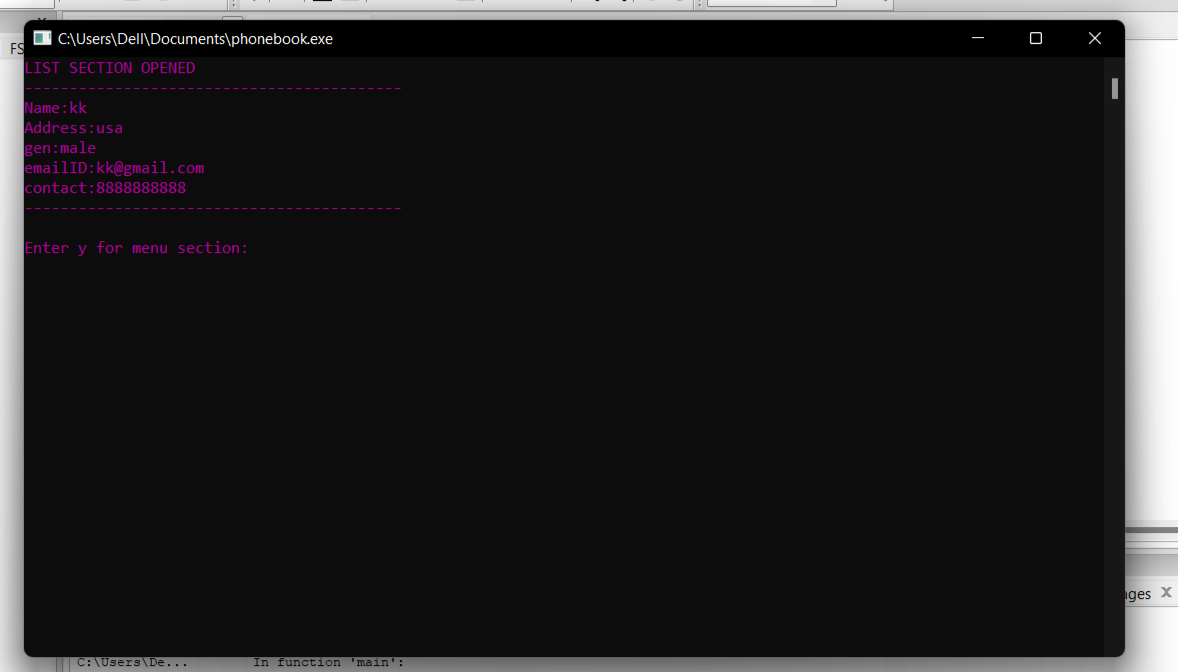 C:\Users\Dell\Documents\phonebook.exe
FS
LIST SECTION OPENED
------------------------------------------
Name:kk
Address:usa
gen:male
emailID:kk@gmail.com
contact:8888888888
------------------------------------------
Enter y for menu section:
ages
C:\Users\De... In function 'main':